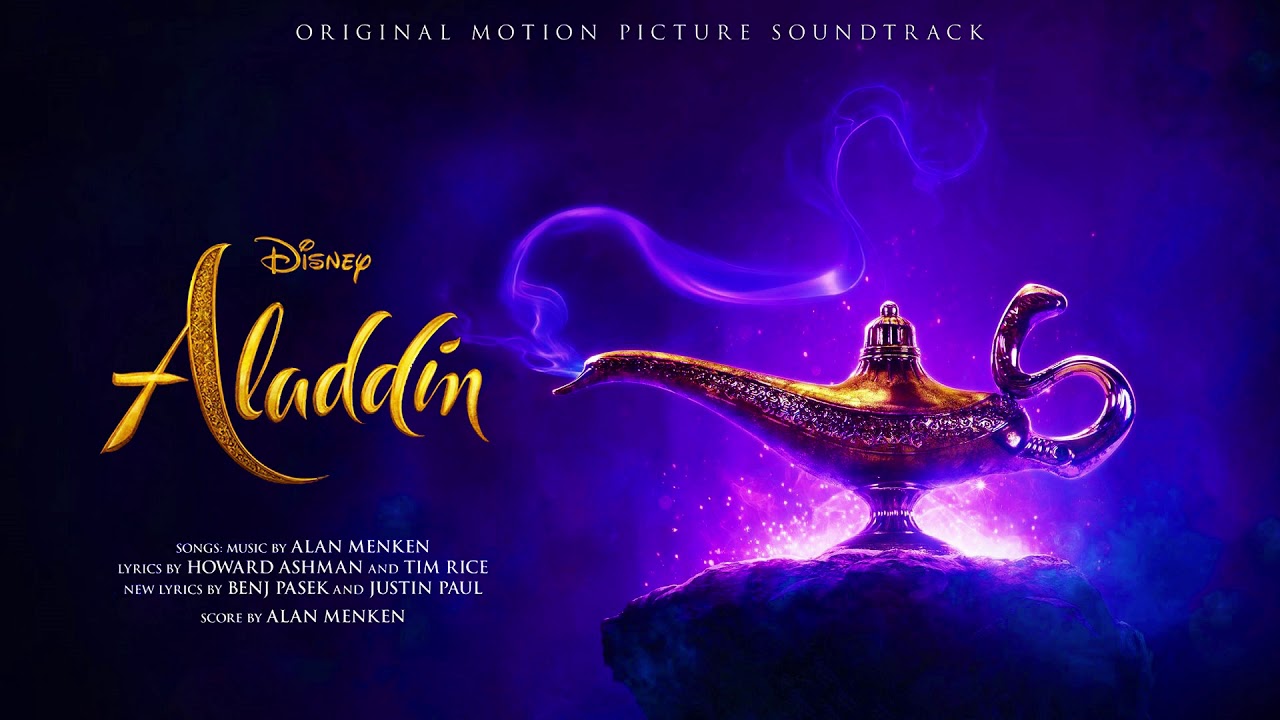 ORIGINAL MOTION PICTURE SOUNDTRACK
Disney
Aladdin
SONGS: MUSIC BY ALAN MENKEN
LYRICS BY HOWARD ASHMAN AND TIM RICE
NEW LYRICS BY BENJ PASEK AND JUSTIN PAUL
SCORE BY ALAN MENKEN